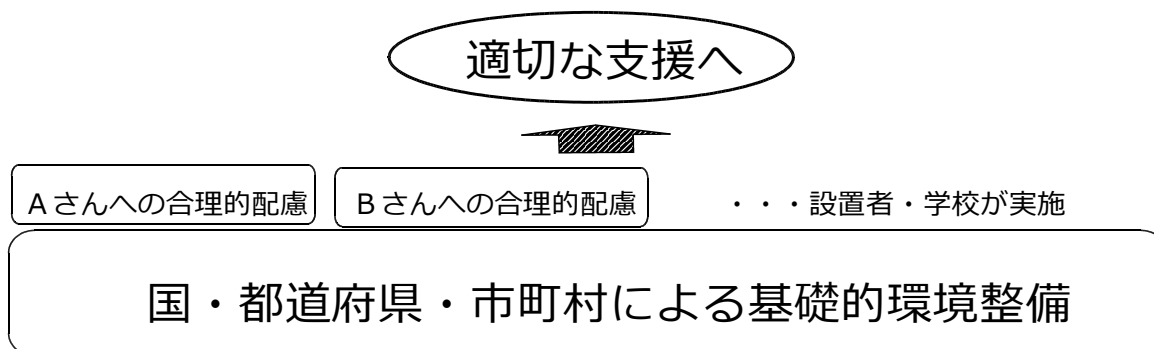 適切な支援へ
Aさんへの合理的配慮
Bさんへの合理的配慮
・・・設置者・学校が実施
国・都道府県・市町村による基礎的環境整備